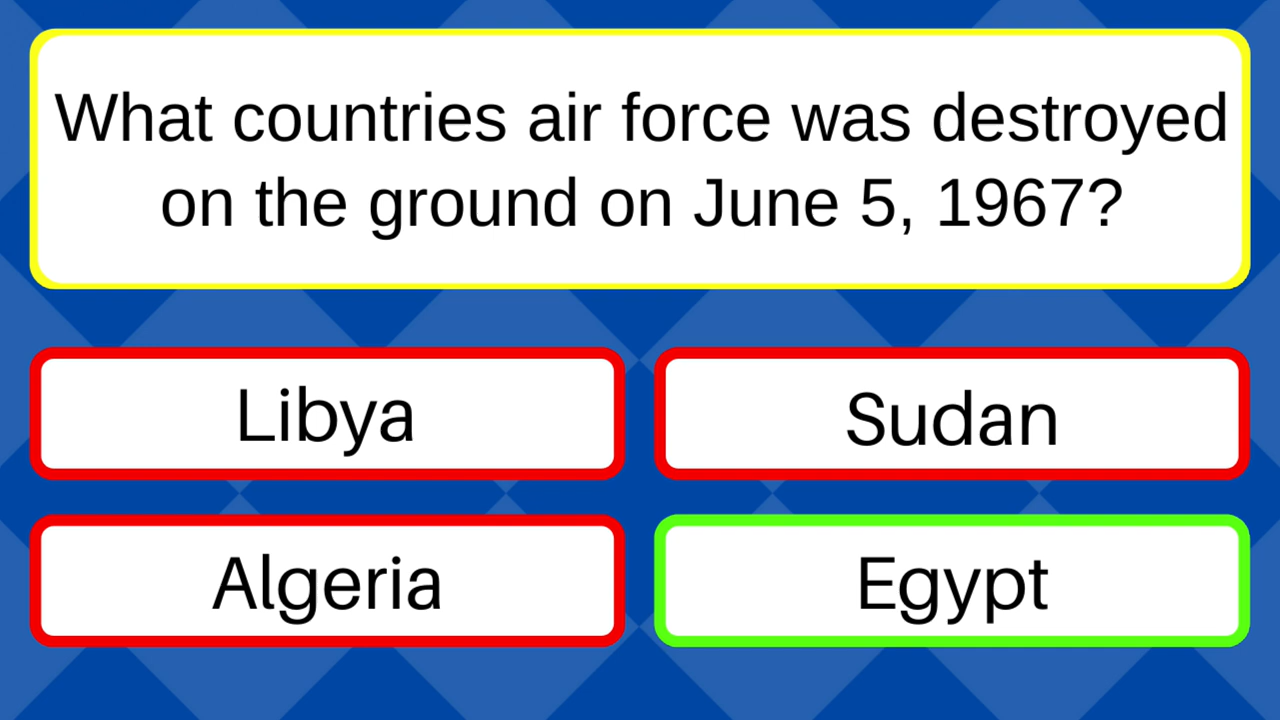 What countries air force was destroyed
on the ground on June 5, 1967?
Libya
Sudan
Algeria
Egypt